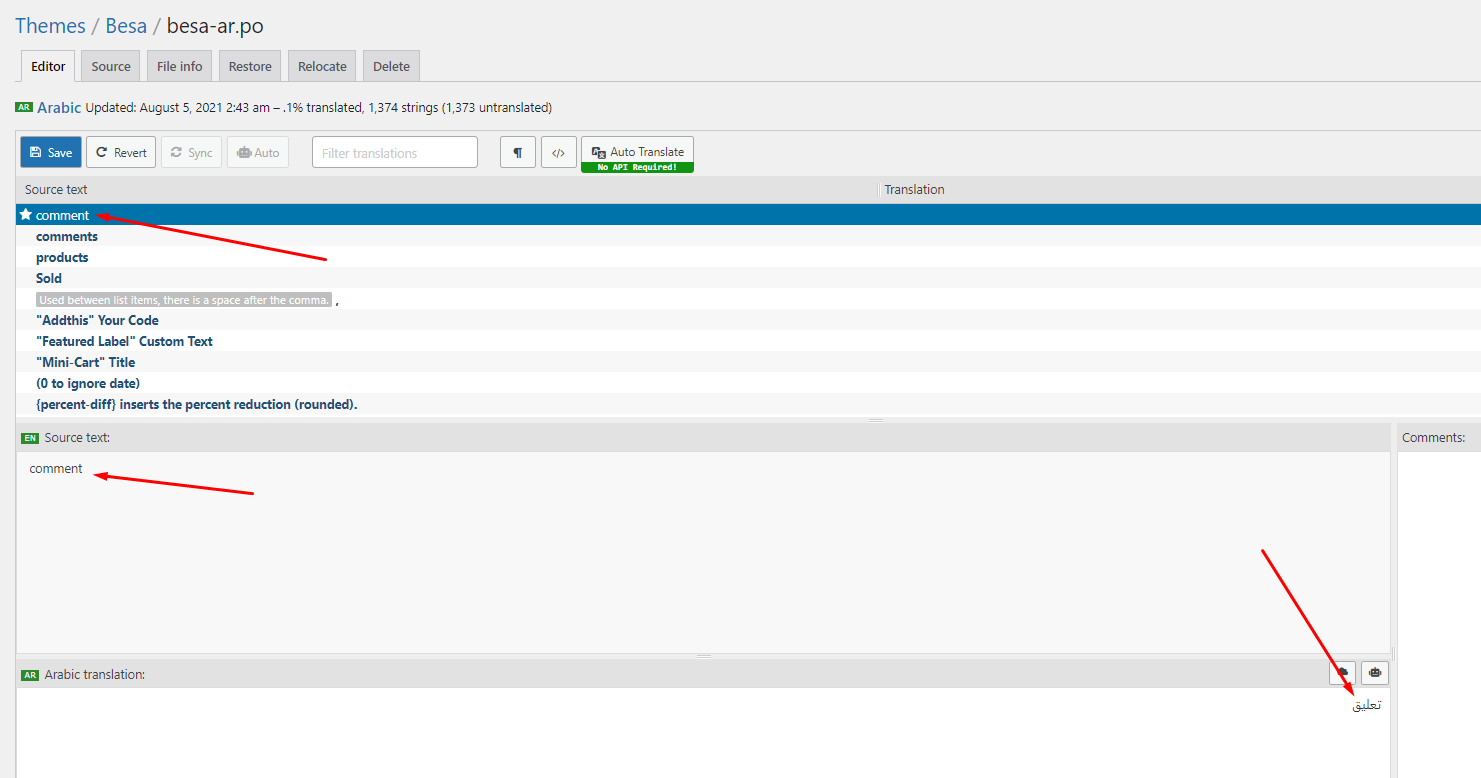 Themes / Besa / besa-ar.po
Editor Source File info Restore Relocate Delete
AR Arabic Updated: August 5, 2021 2:43 am – .1% translated, 1,374 strings (1,373 untranslated)
Save Revert Sync Auto Filter translations ¶ </> Auto Translate
No API Required!
Source text Translation
comment
comments
products
Sold
Used between list items, there is a space after the comma. ,
"Addthis" Your Code
"Featured Label" Custom Text
"Mini-Cart" Title
(0 to ignore date)
{percent-diff} inserts the percent reduction (rounded).
EN Source text: Comments:
comment
AR Arabic translation:
تعليق